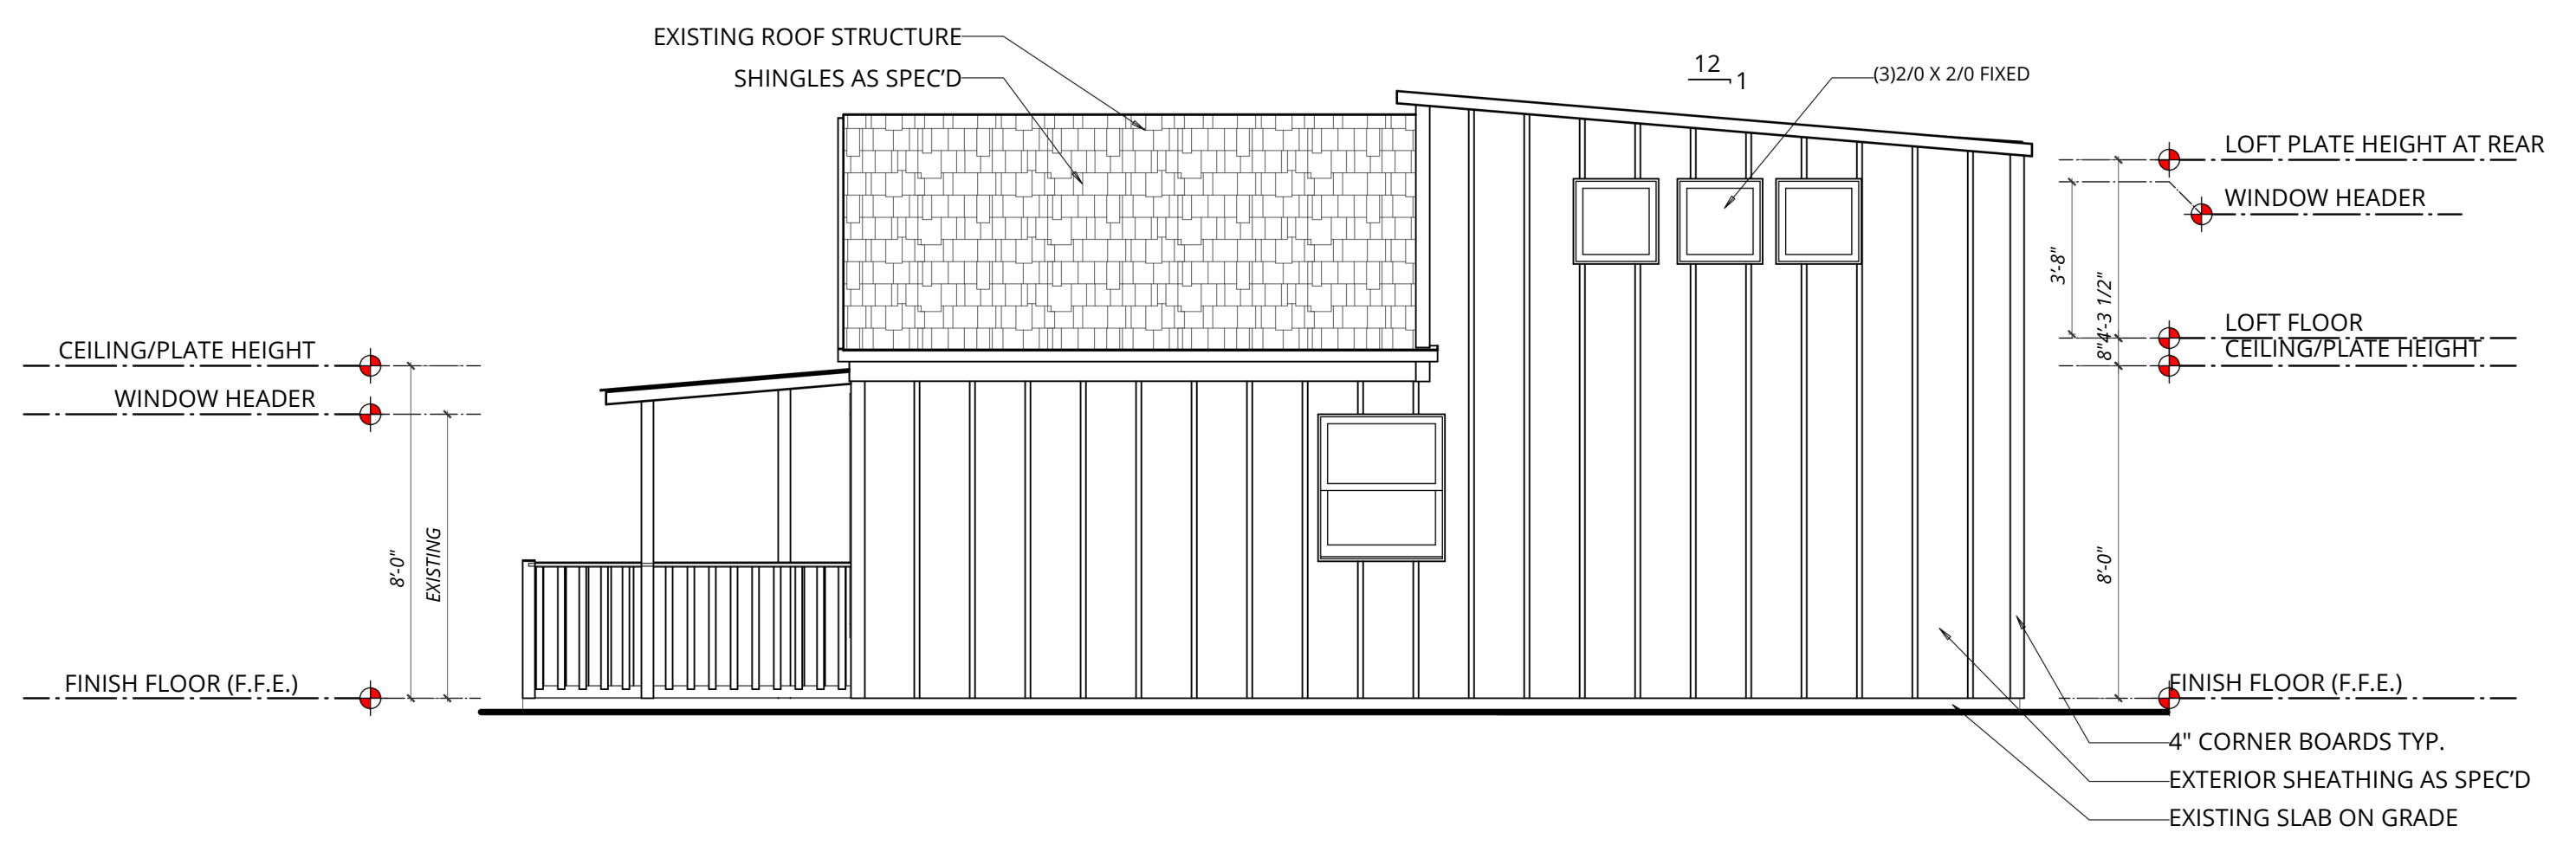 EXISTING ROOF STRUCTURE
SHINGLES AS SPEC'D
12
1
(3)2/0 X 2/0 FIXED
LOFT PLATE HEIGHT AT REAR
WINDOW HEADER
3'-8"
4'-3 1/2"
8"
LOFT FLOOR
CEILING/PLATE HEIGHT
CEILING/PLATE HEIGHT
WINDOW HEADER
8'-0"
EXISTING
8'-0"
FINISH FLOOR (F.F.E.)
FINISH FLOOR (F.F.E.)
4" CORNER BOARDS TYP.
EXTERIOR SHEATHING AS SPEC'D
EXISTING SLAB ON GRADE